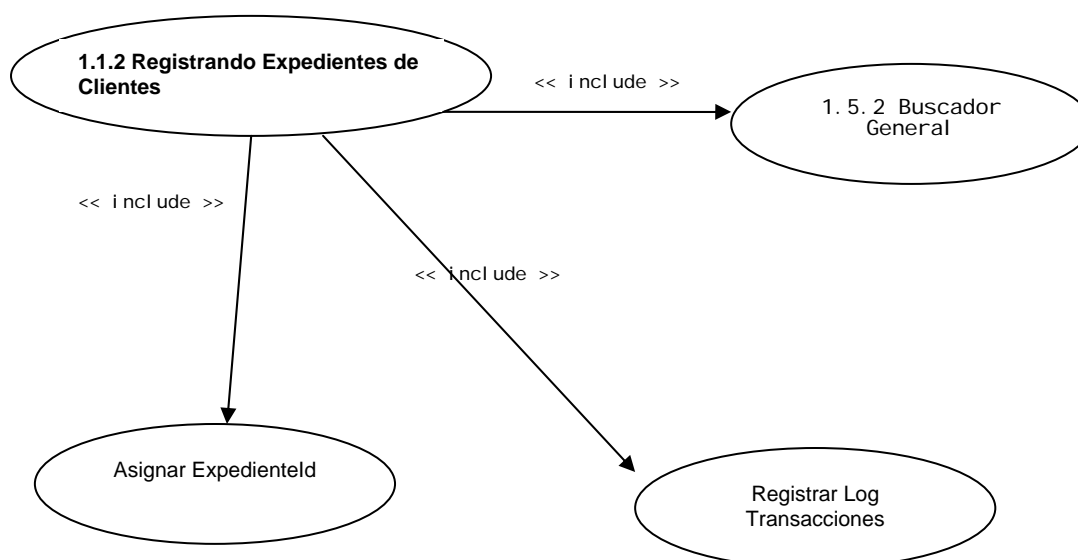 1.1.2 Registrando Expedientes de
Clientes
<< include >>
1.5.2 Buscador
General
<< include >>
<< include >>
Asignar ExpedienteId
Registrar Log
Transacciones